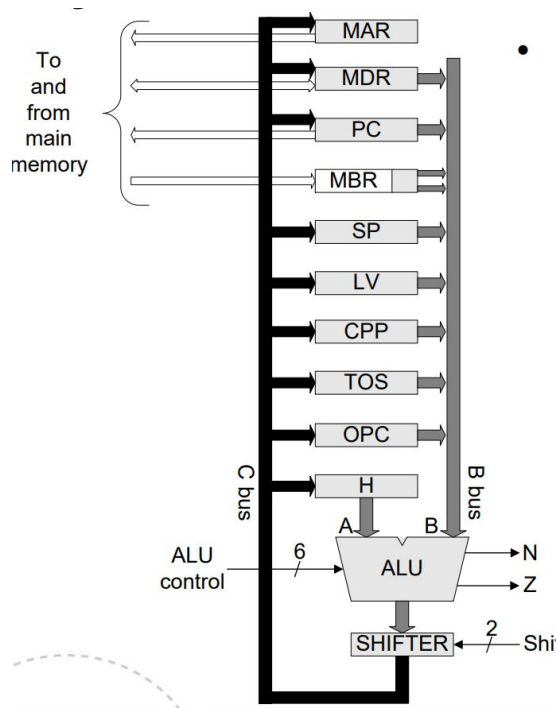 MAR
To
and
from
main
memory
MDR
PC
MBR
SP
LV
CPP
TOS
OPC
H
C bus
B bus
A
B
ALU
control
6
ALU
N
Z
SHIFTER
2
Shif